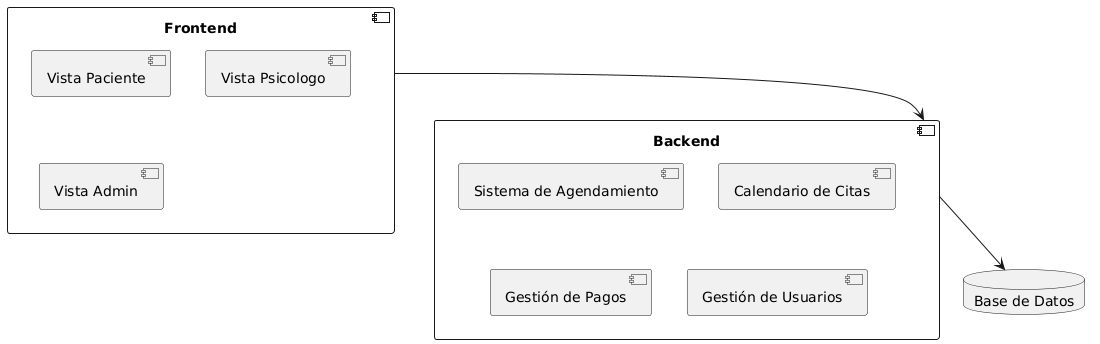 Frontend
Vista Paciente
Vista Psicologo
Vista Admin
Backend
Sistema de Agendamiento
Calendario de Citas
Gestión de Pagos
Gestión de Usuarios
Base de Datos